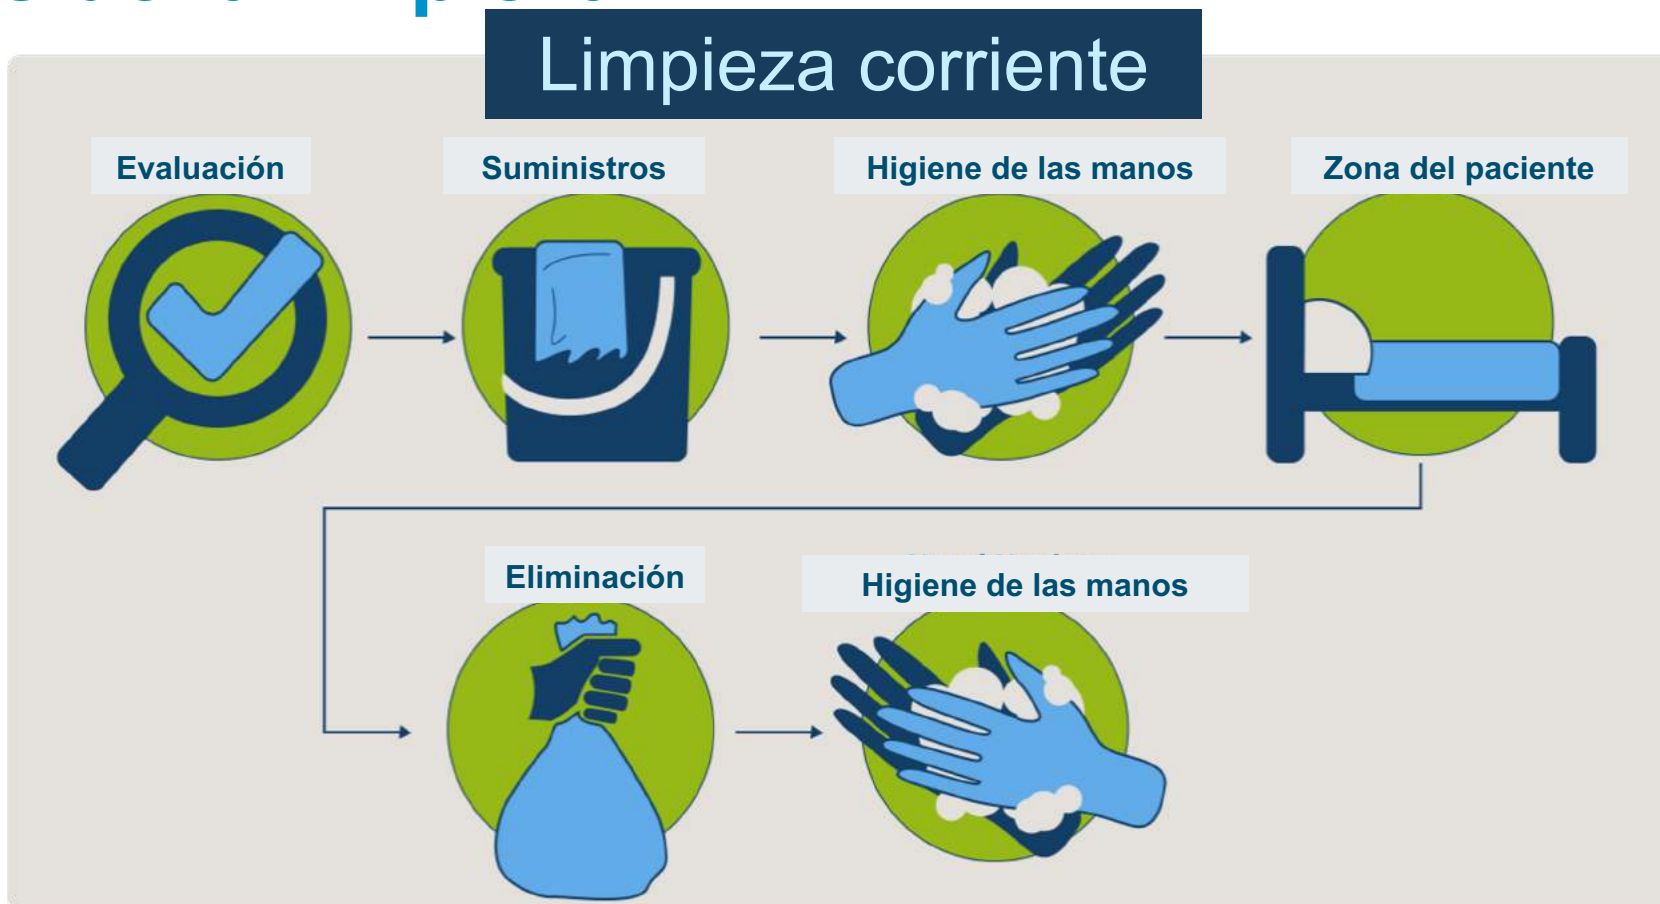 Limpieza corriente
Evaluación
Suministros
Higiene de las manos
Zona del paciente
Eliminación
Higiene de las manos